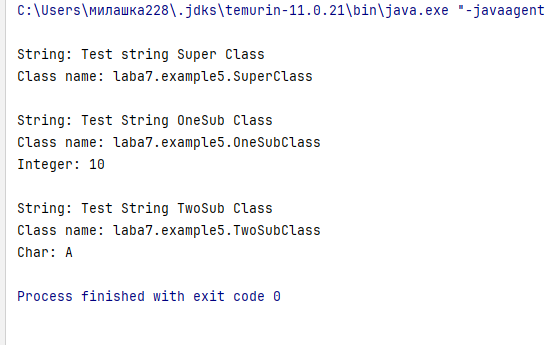 C:\Users\милашка228\.jdks\temurin-11.0.21\bin\java.exe "-javaagent
String: Test string Super Class
Class name: laba7.example5.SuperClass
String: Test String OneSub Class
Class name: laba7.example5.OneSubClass
Integer: 10
String: Test String TwoSub Class
Class name: laba7.example5.TwoSubClass
Char: A
Process finished with exit code 0